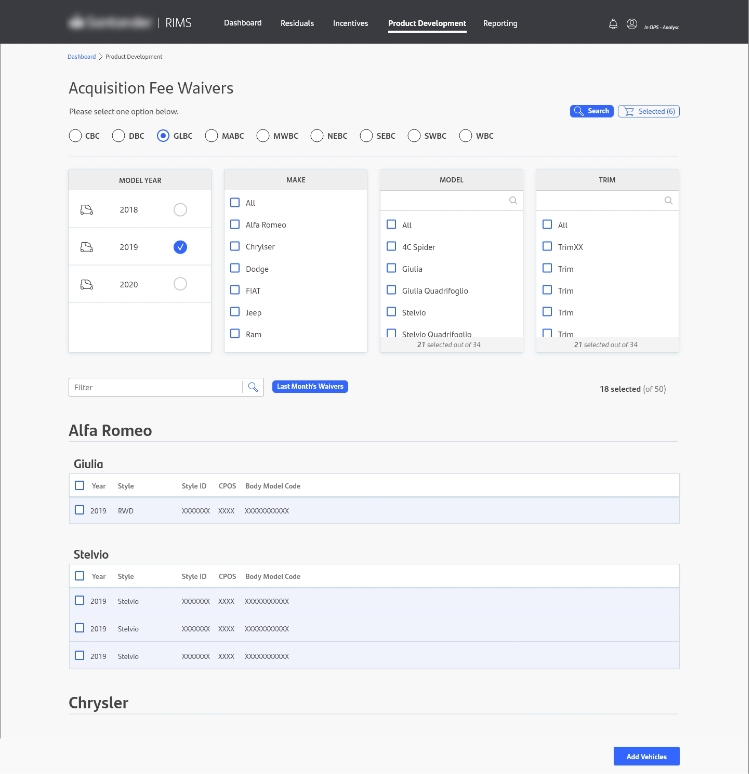 RIMS Dashboard Residuals Incentives Product Development Reporting
Dashboard > Product Development
Acquisition Fee Waivers
Please select one option below.
Search Selected (6)
CBC DBC GLBC MABC MWBC NEBC SEBC SWBC WBC
MODEL YEAR
2018
2019
2020
MAKE
All
Alfa Romeo
Chrylser
Dodge
FIAT
Jeep
Ram
MODEL
All
4C Spider
Giulia
Giulia Quadrifoglio
Stelvio
Stelvio Quadrifoglio
21 selected out of 34
TRIM
All
TrimXX
Trim
Trim
Trim
Trim
21 selected out of 34
Filter Last Month's Waivers 18 selected (of 50)
Alfa Romeo
Giulia
Year Style Style ID CPOS Body Model Code
2019 RWD XXXXXXX XXXX XXXXXXXXXXX
Stelvio
Year Style Style ID CPOS Body Model Code
2019 Stelvio XXXXXXX XXXX XXXXXXXXXXX
2019 Stelvio XXXXXXX XXXX XXXXXXXXXXX
2019 Stelvio XXXXXXX XXXX XXXXXXXXXXX
Chrysler
Add Vehicles